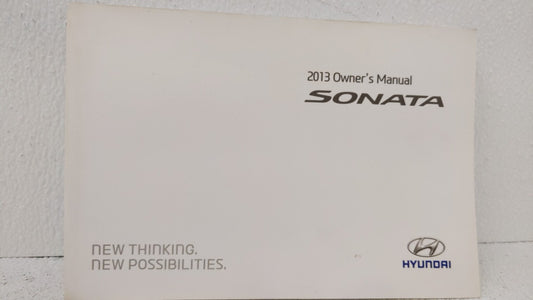 2013 Owner's Manual
SONATA
NEW THINKING.
NEW POSSIBILITIES.
HYUNDAI